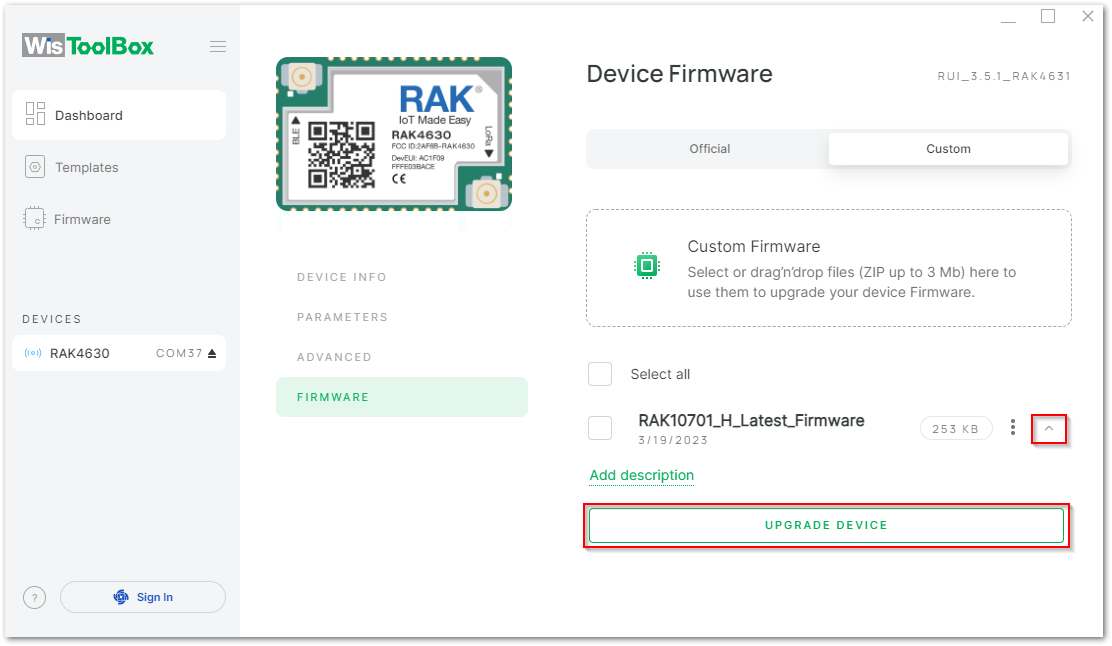 WisToolBox
Dashboard
Templates
Firmware
DEVICES
RAK4630 COM37
?
Sign In
RAK®
IoT Made Easy
RAK4630
FCC ID:2AF6B-RAK4630
DevEUI: AC1F09
FFFE03BACE
CE
BLE
LoRa
DEVICE INFO
PARAMETERS
ADVANCED
FIRMWARE
Device Firmware
RUI_3.5.1_RAK4631
Official
Custom
Custom Firmware
Select or drag'n'drop files (ZIP up to 3 Mb) here to
use them to upgrade your device Firmware.
Select all
RAK10701_H_Latest_Firmware
3/19/2023
253 KB
Add description
UPGRADE DEVICE